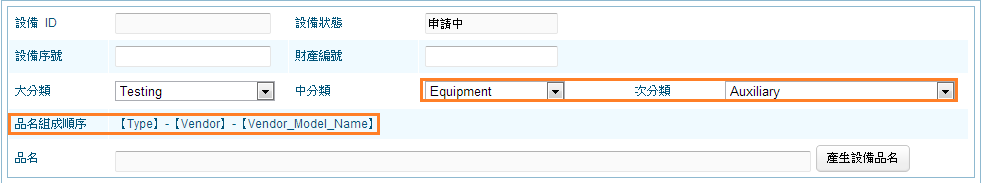 設備 ID 設備狀態 申請中
設備序號 財產編號
大分類 Testing 中分類 Equipment 次分類 Auxiliary
品名組成順序 【Type】-【Vendor】-【Vendor_Model_Name】
品名 產生設備品名